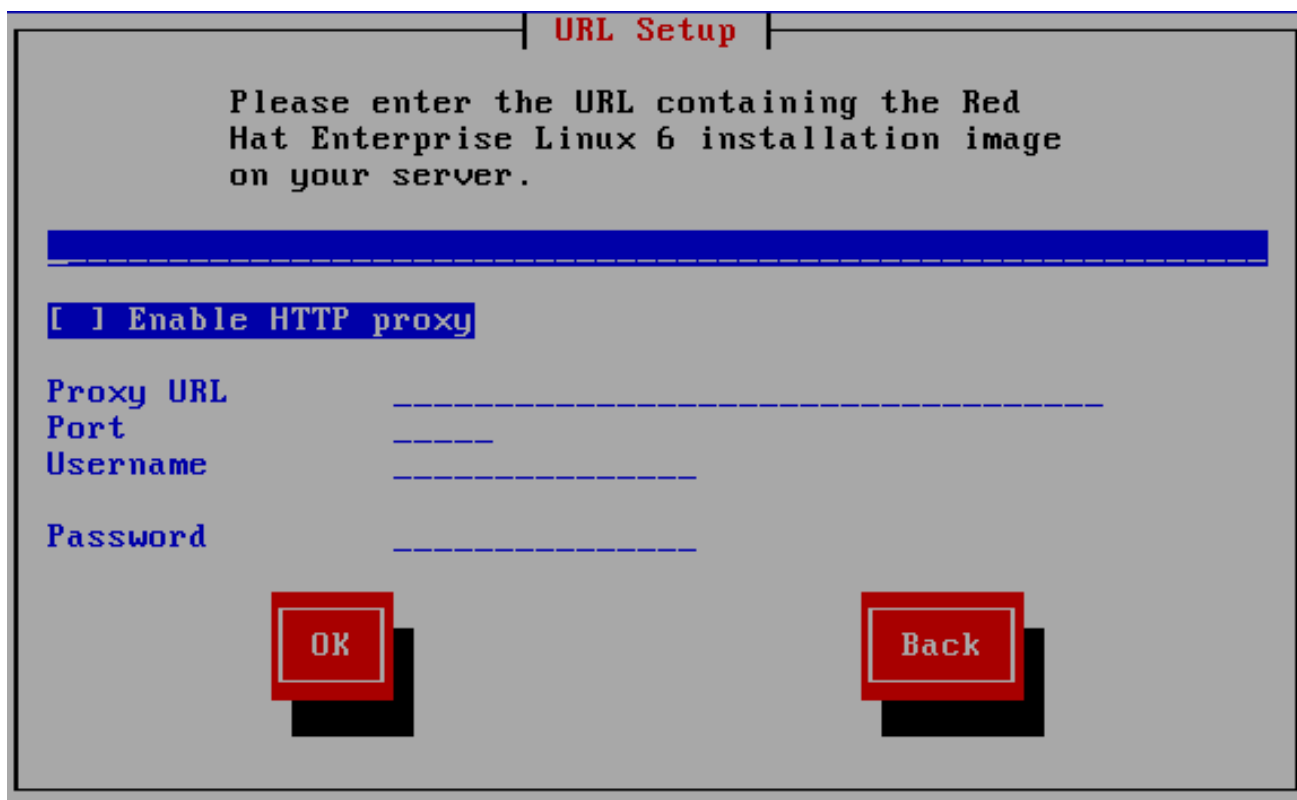 URL Setup
Please enter the URL containing the Red
Hat Enterprise Linux 6 installation image
on your server.
[ ] Enable HTTP proxy
Proxy URL
Port
Username
Password
OK
Back